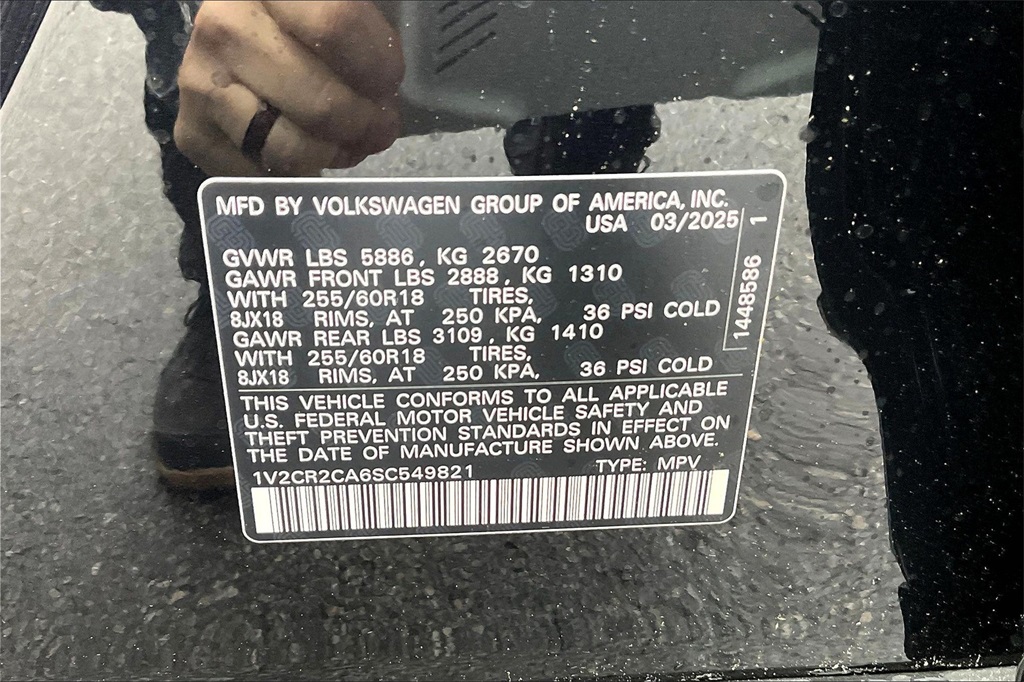 MFD BY VOLKSWAGEN GROUP OF AMERICA, INC.
USA 03/2025
GVWR LBS 5886, KG 2670
GAWR FRONT LBS 2888, KG 1310
WITH 255/60R18 TIRES,
8JX18 RIMS, AT 250 KPA, 36 PSI COLD
GAWR REAR LBS 3109, KG 1410
WITH 255/60R18 TIRES,
8JX18 RIMS, AT 250 KPA, 36 PSI COLD
THIS VEHICLE CONFORMS TO ALL APPLICABLE
U.S. FEDERAL MOTOR VEHICLE SAFETY AND
THEFT PREVENTION STANDARDS IN EFFECT ON
THE DATE OF MANUFACTURE SHOWN ABOVE.
1V2CR2CA6SC549821 TYPE: MPV
1448586 1